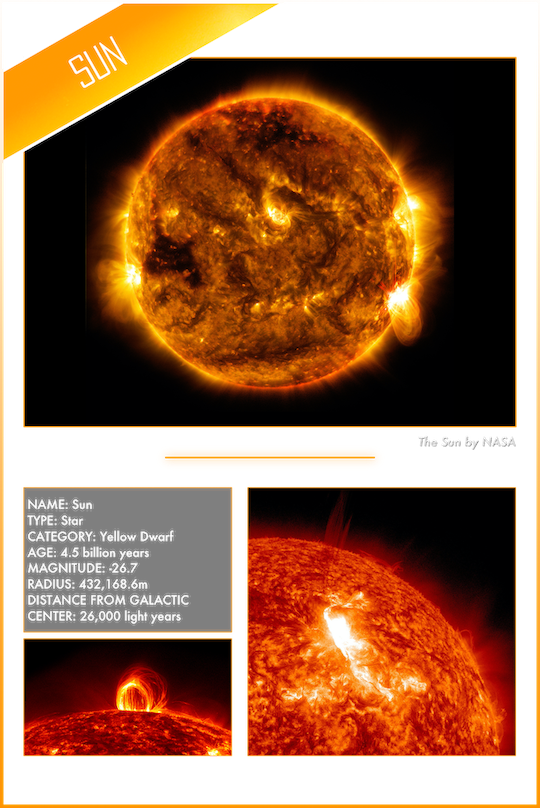 SUN
The Sun by NASA
NAME: Sun
TYPE: Star
CATEGORY: Yellow Dwarf
AGE: 4.5 billion years
MAGNITUDE: -26.7
RADIUS: 432,168.6m
DISTANCE FROM GALACTIC
CENTER: 26,000 light years